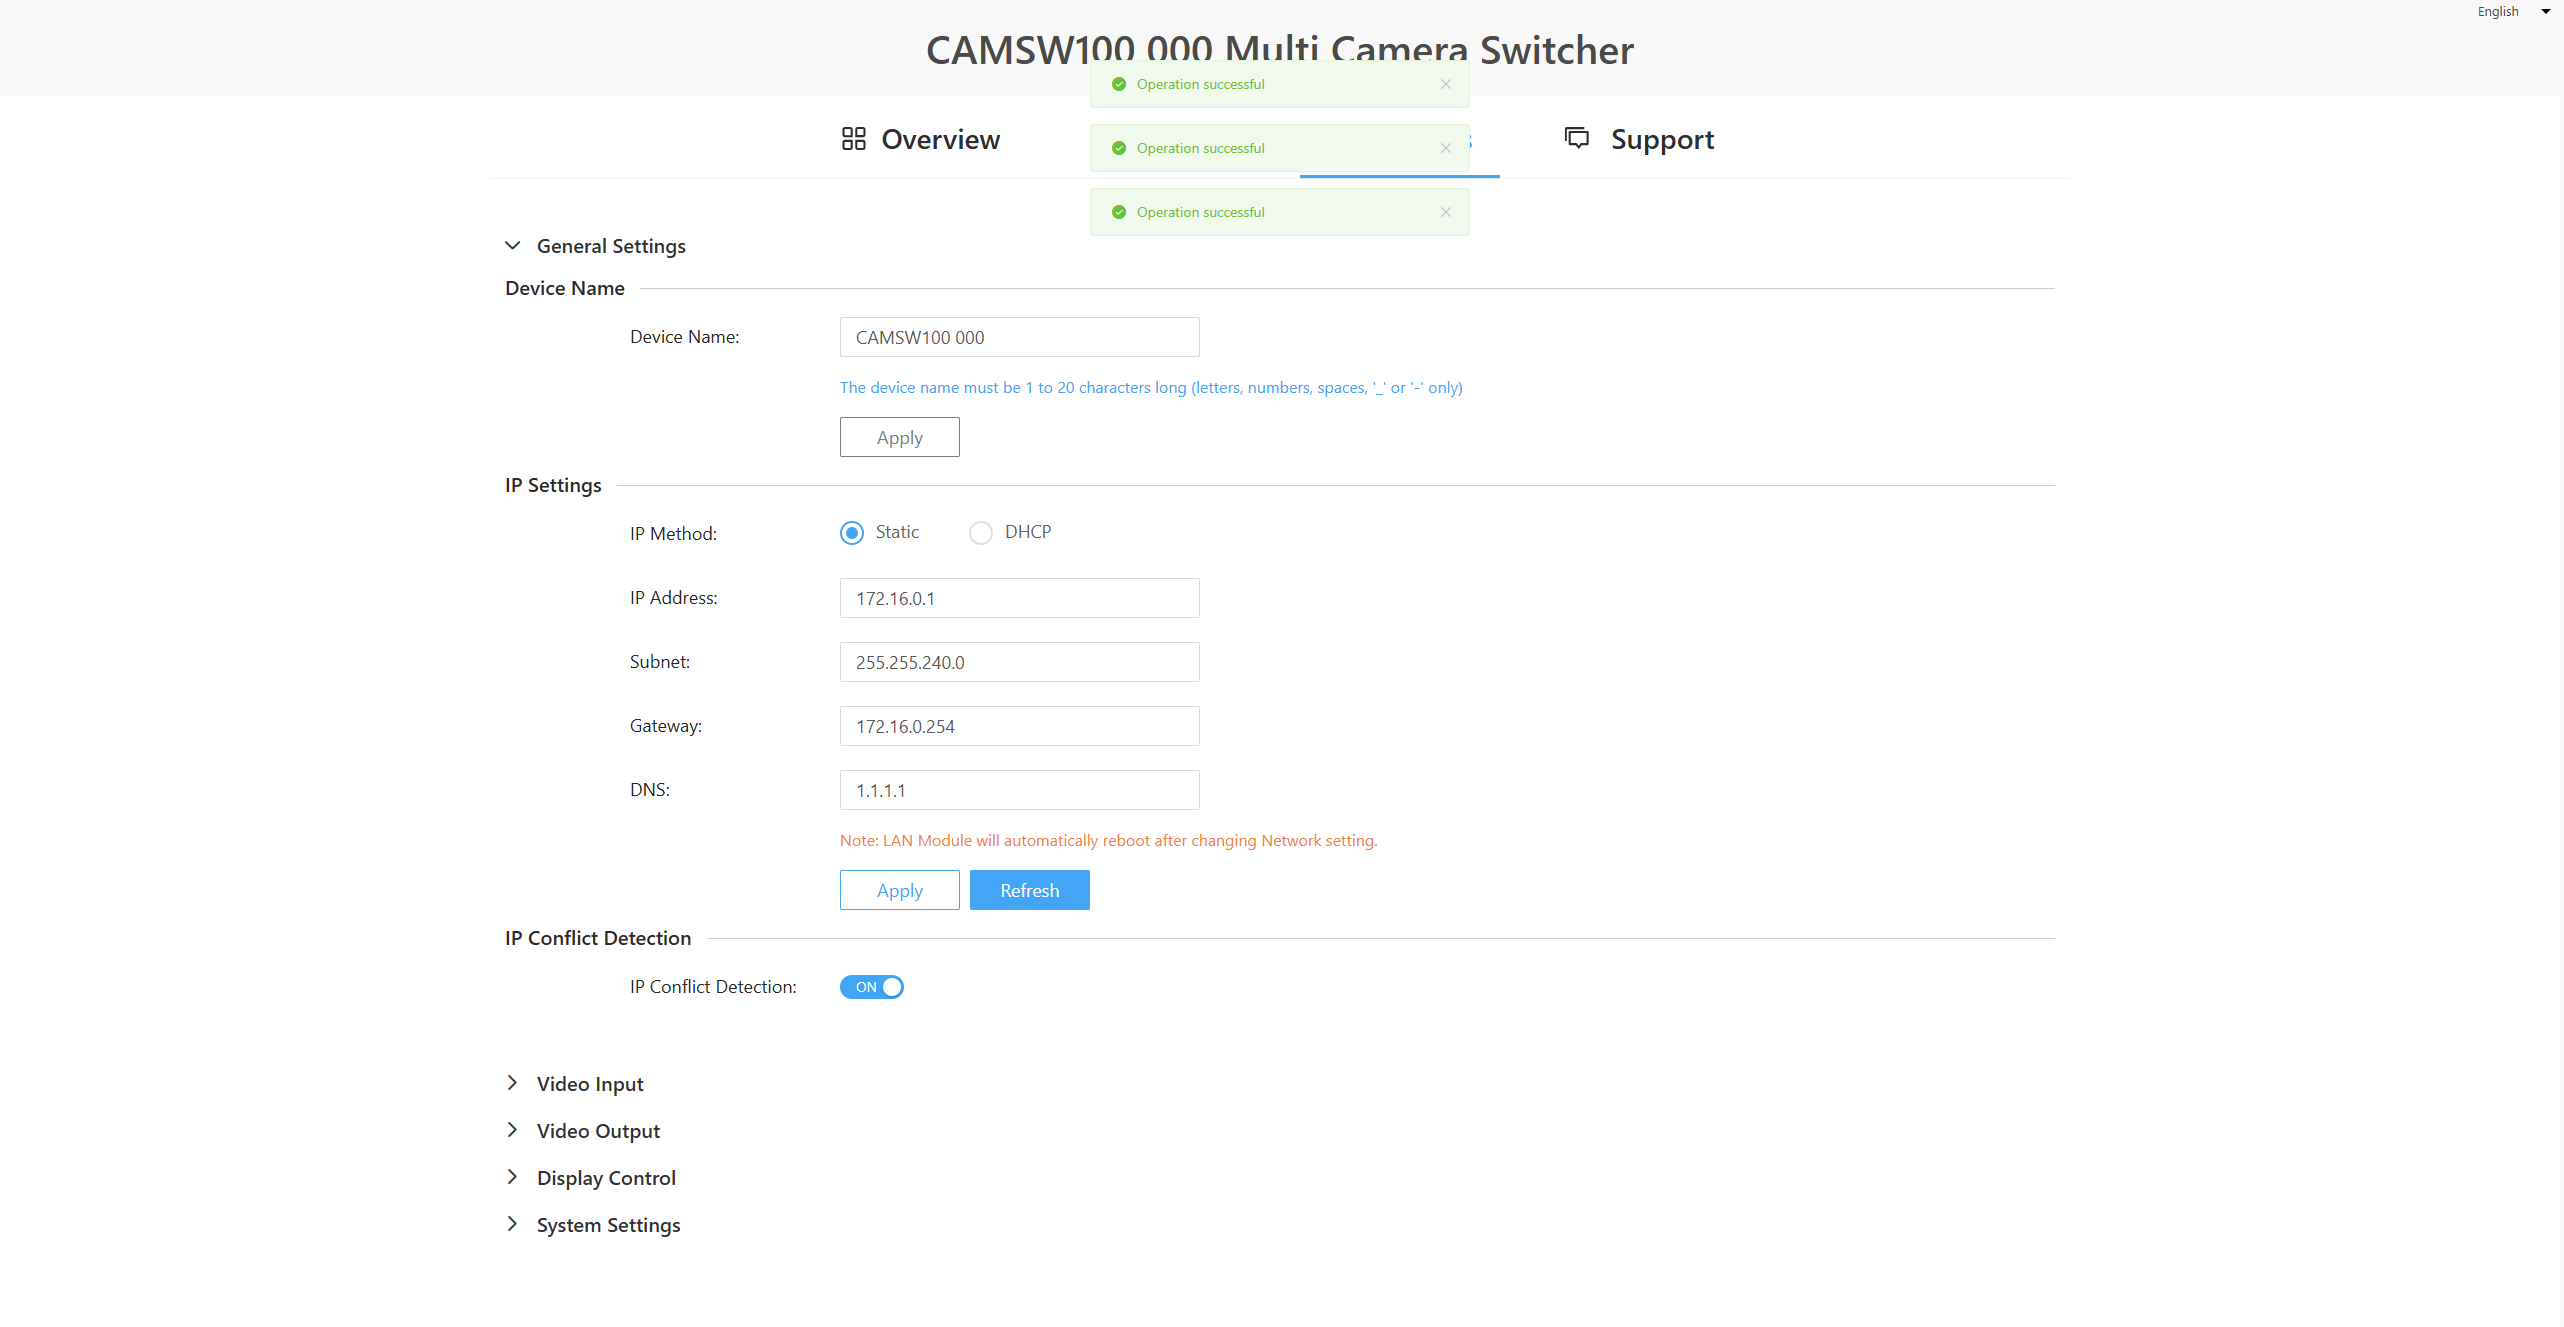 English
CAMSW100 000 Multi Camera Switcher
Operation successful
Operation successful
Operation successful
Overview
Support
General Settings
Device Name
Device Name:
CAMSW100 000
The device name must be 1 to 20 characters long (letters, numbers, spaces, '_' or '-' only)
Apply
IP Settings
IP Method:
Static
DHCP
IP Address:
172.16.0.1
Subnet:
255.255.240.0
Gateway:
172.16.0.254
DNS:
1.1.1.1
Note: LAN Module will automatically reboot after changing Network setting.
Apply
Refresh
IP Conflict Detection
IP Conflict Detection:
ON
Video Input
Video Output
Display Control
System Settings